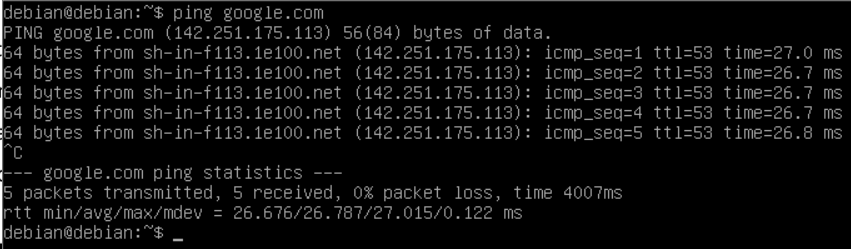 debian@debian:~$ ping google.com
PING google.com (142.251.175.113) 56(84) bytes of data.
64 bytes from sh-in-f113.1e100.net (142.251.175.113): icmp_seq=1 ttl=53 time=27.0 ms
64 bytes from sh-in-f113.1e100.net (142.251.175.113): icmp_seq=2 ttl=53 time=26.7 ms
64 bytes from sh-in-f113.1e100.net (142.251.175.113): icmp_seq=3 ttl=53 time=26.7 ms
64 bytes from sh-in-f113.1e100.net (142.251.175.113): icmp_seq=4 ttl=53 time=26.7 ms
64 bytes from sh-in-f113.1e100.net (142.251.175.113): icmp_seq=5 ttl=53 time=26.8 ms
^C
--- google.com ping statistics ---
5 packets transmitted, 5 received, 0% packet loss, time 4007ms
rtt min/avg/max/mdev = 26.676/26.787/27.015/0.122 ms
debian@debian:~$ _